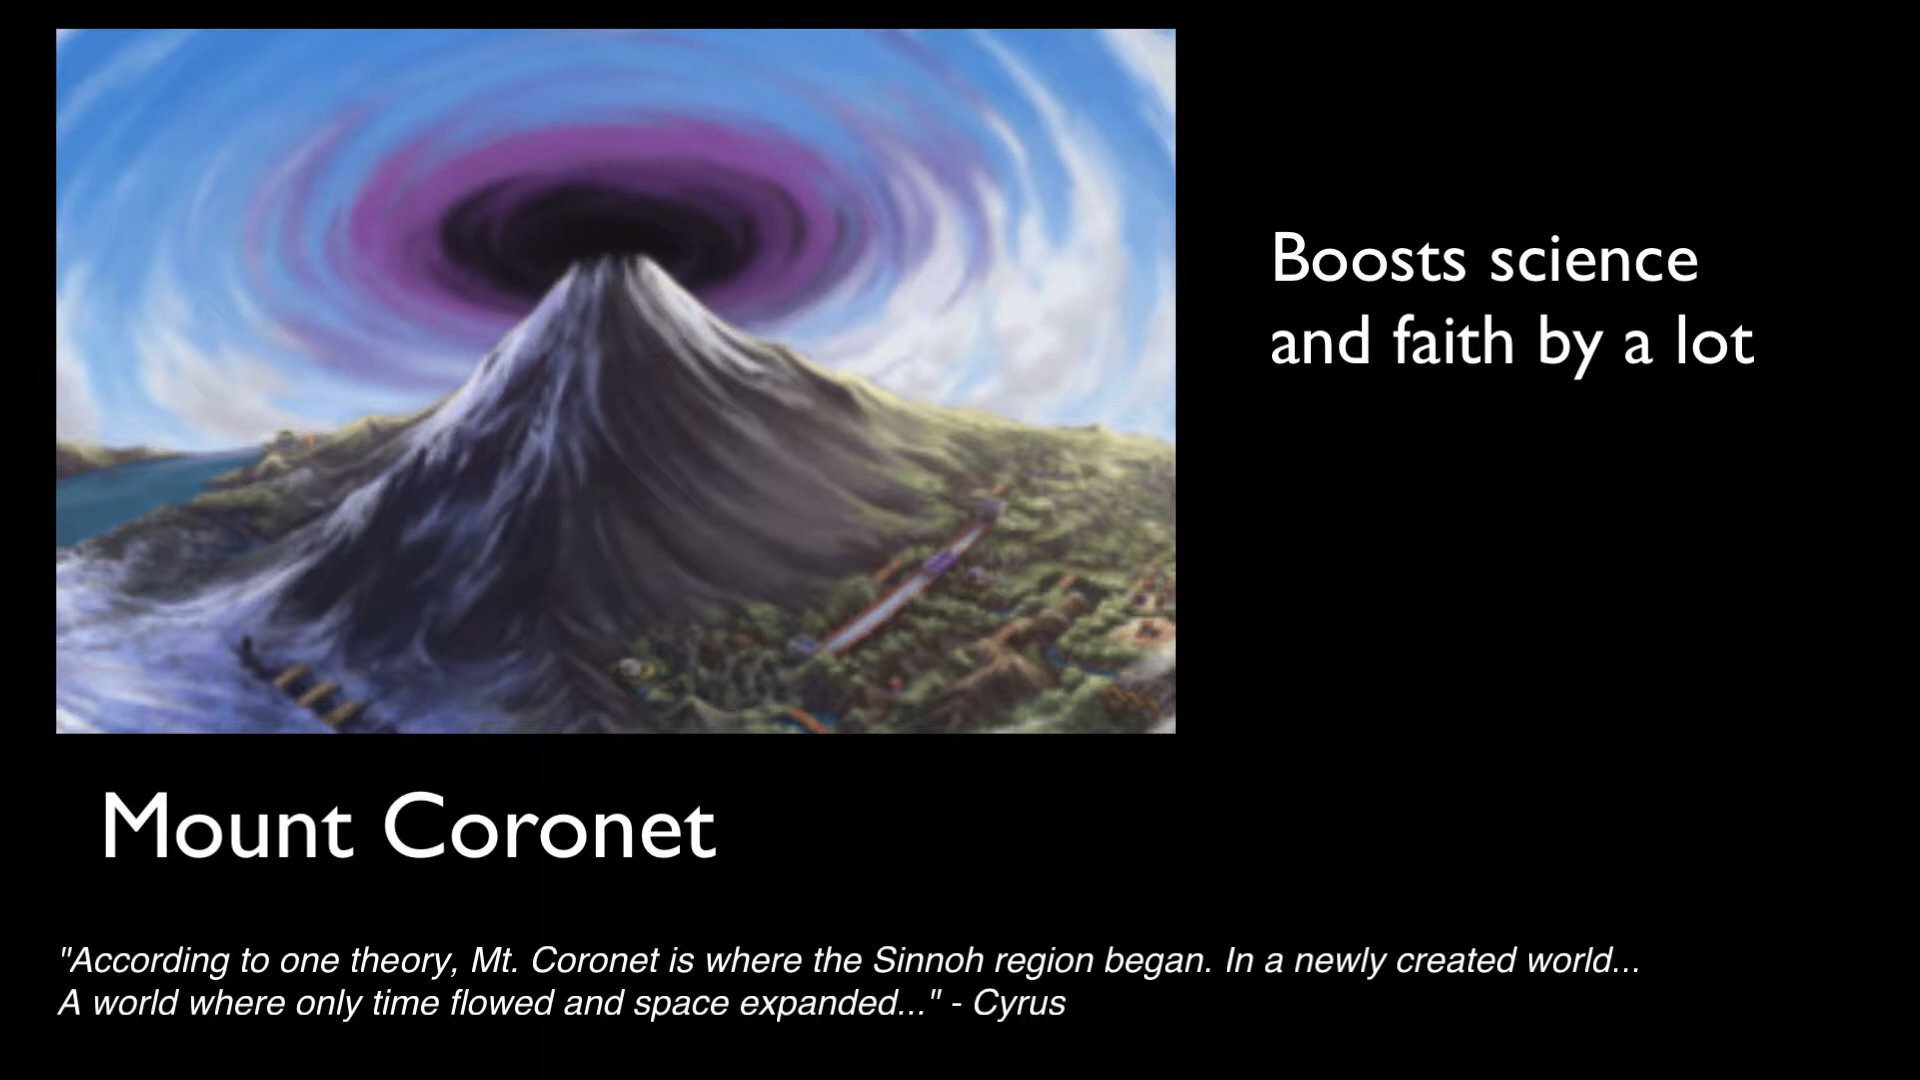 Boosts science
and faith by a lot
Mount Coronet
"According to one theory, Mt. Coronet is where the Sinnoh region began. In a newly created world...
A world where only time flowed and space expanded..." - Cyrus